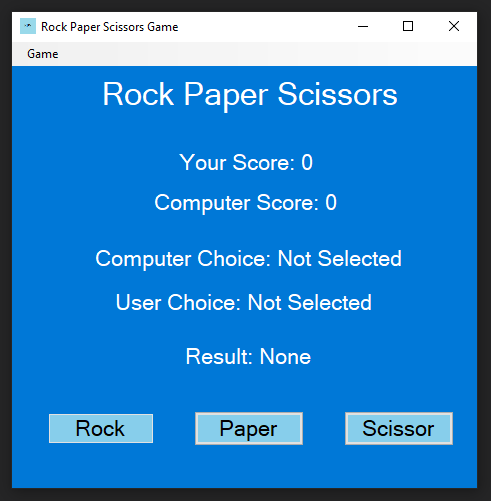 Rock Paper Scissors Game
Game
Rock Paper Scissors
Your Score: 0
Computer Score: 0
Computer Choice: Not Selected
User Choice: Not Selected
Result: None
Rock Paper Scissor